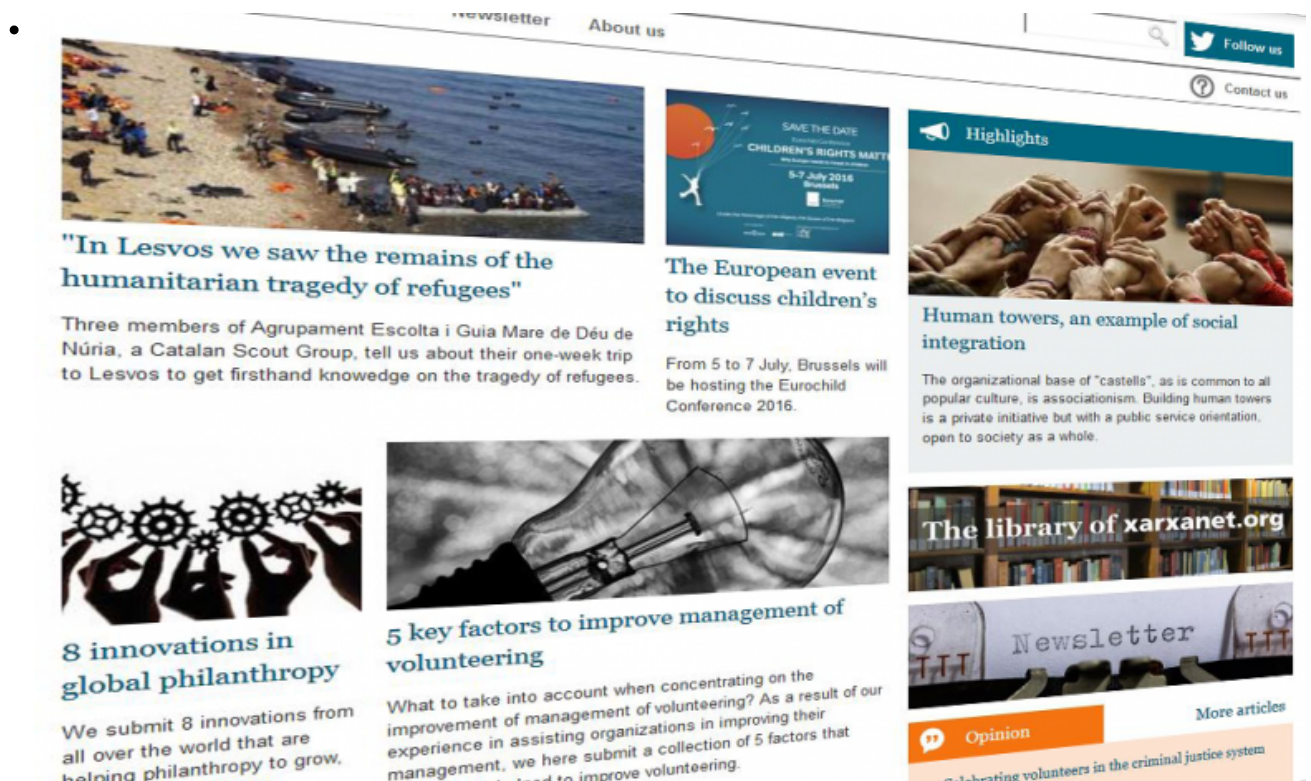 Newsletter
About us
Follow us
Contact us
"In Lesvos we saw the remains of the
humanitarian tragedy of refugees"
Three members of Agrupament Escolta i Guia Mare de Déu de
Núria, a Catalan Scout Group, tell us about their one-week trip
to Lesvos to get firsthand knowedge on the tragedy of refugees.
SAVE THE DATE
CHILDREN'S RIGHTS
5-7 July 2016
Brussels
The European event
to discuss children's
rights
From 5 to 7 July, Brussels will
be hosting the Eurochild
Conference 2016.
Highlights
Human towers, an example of social
integration
The organizational base of "castells", as is common to all
popular culture, is associationism. Building human towers
is a private initiative but with a public service orientation,
open to society as a whole.
8 innovations in
global philanthropy
We submit 8 innovations from
all over the world that are
helping philanthropy to grow,
5 key factors to improve management of
volunteering
What to take into account when concentrating on the
improvement of management of volunteering? As a result of our
experience in assisting organizations in improving their
management, we here submit a collection of 5 factors that
to improve volunteering.
The library of xarxanet.org
Newsletter
Opinion
More articles
Celebrating volunteers in the criminal justice system